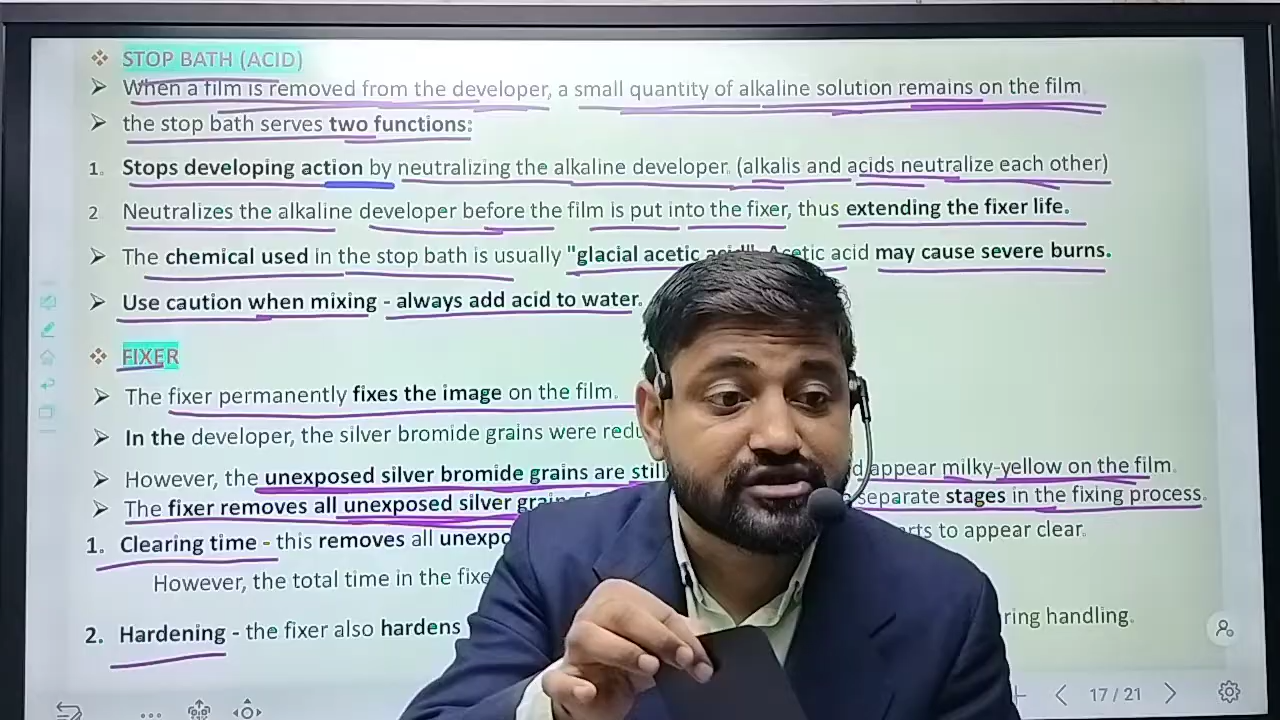 ❖ STOP BATH (ACID)
➢ When a film is removed from the developer, a small quantity of alkaline solution remains on the film
➢ the stop bath serves two functions:
1. Stops developing action by neutralizing the alkaline developer. (alkalis and acids neutralize each other)
2 Neutralizes the alkaline developer before the film is put into the fixer, thus extending the fixer life.
➢ The chemical used in the stop bath is usually "glacial acetic acid". Acetic acid may cause severe burns.
➢ Use caution when mixing - always add acid to water.
❖ FIXER
➢ The fixer permanently fixes the image on the film.
➢ In the developer, the silver bromide grains were
➢ However, the unexposed silver bromide grains are still appear milky-yellow on the film.
➢ The fixer removes all unexposed silver separate stages in the fixing process.
1. Clearing time - this removes all to appear clear.
However, the total time in the
2. Hardening - the fixer also hardens handling.
17 / 21